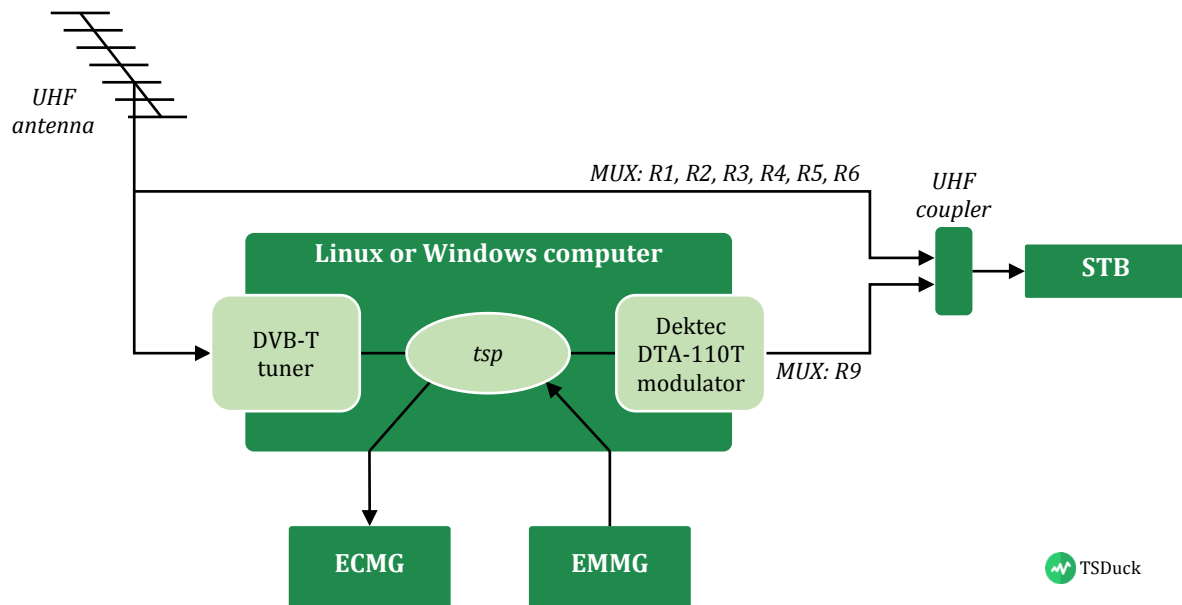 UHF
antenna
MUX: R1, R2, R3, R4, R5, R6
UHF
coupler
Linux or Windows computer
STB
DVB-T
tuner
tsp
Dektec
DTA-110T
modulator
MUX: R9
ECMG
EMMG
TSDuck